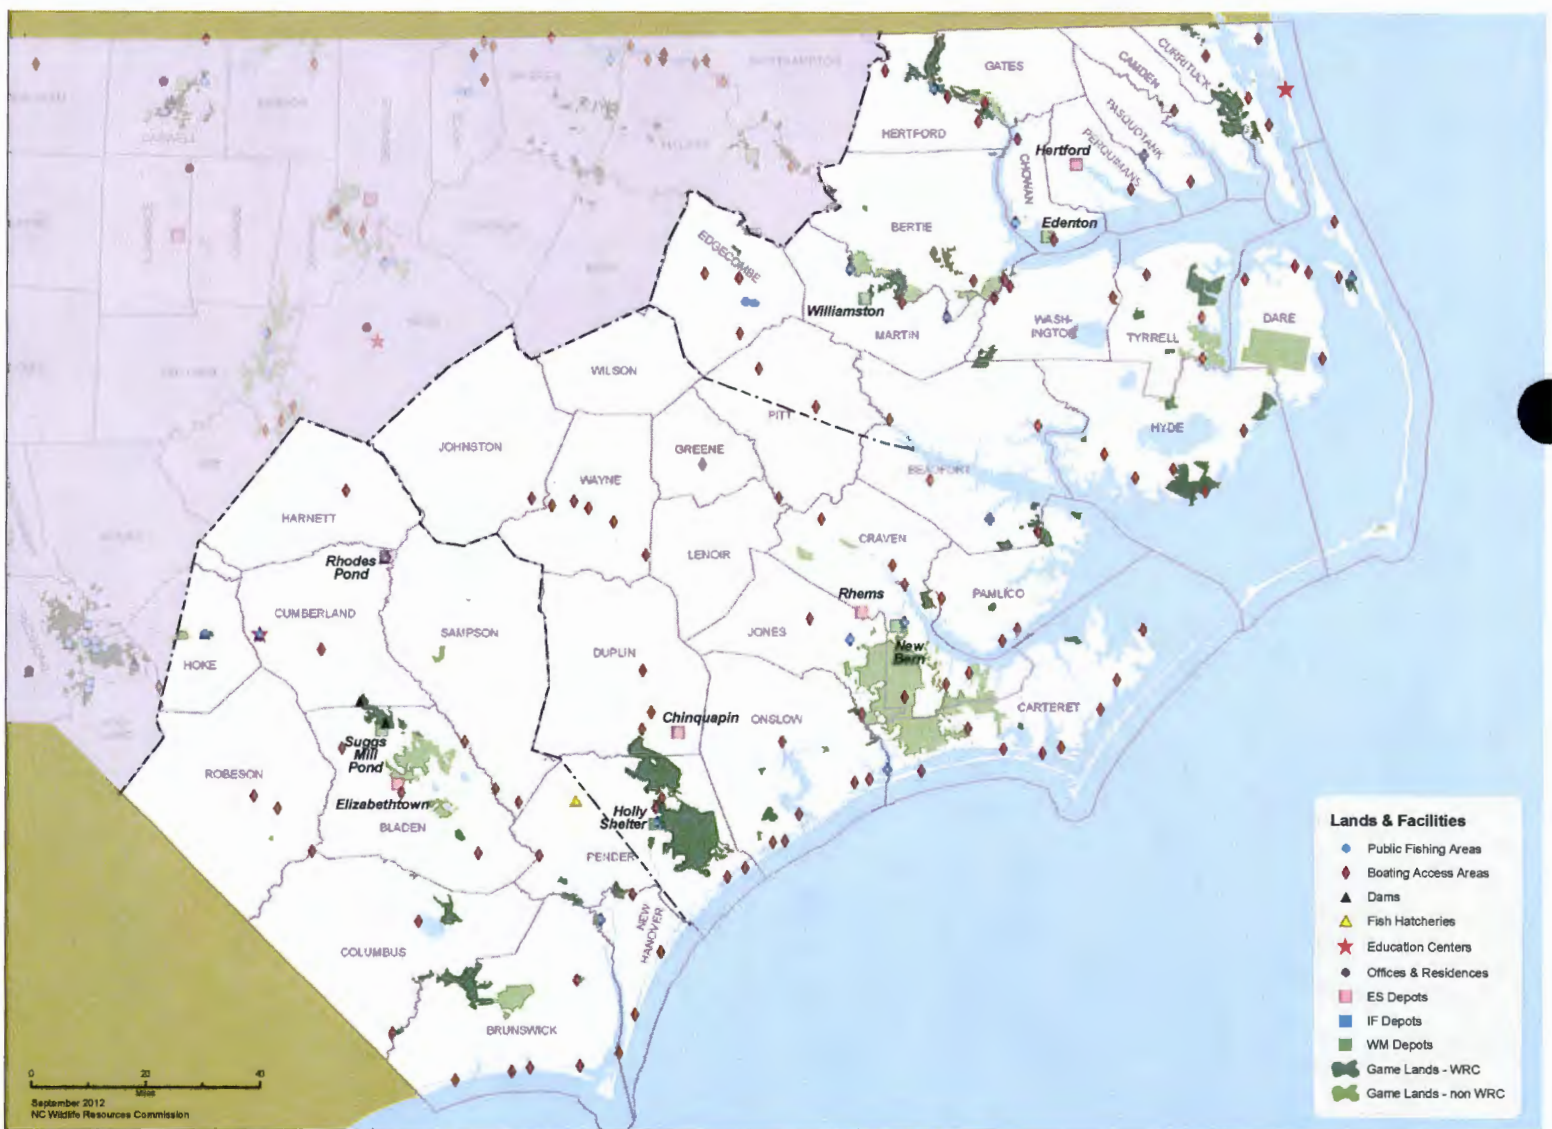 GATES
CAMDEN
CURRITUCK
PASQUOTANK
PERQUIMANS
HERTFORD
CHOWAN
Hertford
Edenton
BERTIE
EDGECOMBE
Williamston
MARTIN
WASH-
INGTON
TYRRELL
DARE
WILSON
PITT
HYDE
JOHNSTON
GREENE
WAYNE
BEAUFORT
HARNETT
LENOIR
CRAVEN
Rhodes
Pond
CUMBERLAND
SAMPSON
Rhems
PAMLICO
JONES
HOKE
DUPLIN
New
Bern
Chinquapin
ONSLOW
CARTERET
Suggs
Mill
Pond
ROBESON
Elizabethtown
BLADEN
Holly
Shelter
PENDER
NEW
HANOVER
COLUMBUS
BRUNSWICK
Lands & Facilities
Public Fishing Areas
Boating Access Areas
Dams
Fish Hatcheries
Education Centers
Offices & Residences
ES Depots
IF Depots
WM Depots
Game Lands - WRC
Game Lands - non WRC
0 20 40
Miles
September 2012
NC Wildlife Resources Commission